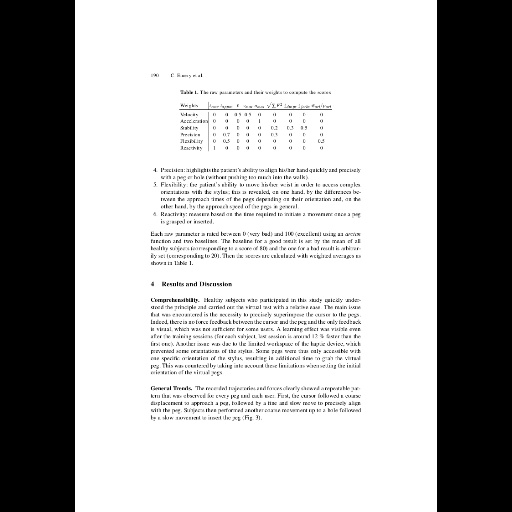 190 C. Emery et al.
Table 1. The raw parameters and their weights to compute the scores
Weights
Velocity 0 0 0.5 0.5 0 0 0 0 0
Acceleration 0 0 0 0 1 0 0 0 0
Stability 0 0 0 0 0 0.2 0.3 0.5 0
Precision 0 0.7 0 0 0 0.3 0 0 0
Flexibility 0 0.5 0 0 0 0 0 0 0.5
Reactivity 1 0 0 0 0 0 0 0 0
4. Precision: highlights the patient's ability to align his/her hand quickly and precisely
with a peg or hole (without pushing too much into the walls).
5. Flexibility: the patient's ability to move his/her wrist in order to access complex
orientations with the stylus; this is revealed, on one hand, by the differences be-
tween the approach times of the pegs depending on their orientation and, on the
other hand, by the approach speed of the pegs in general.
6. Reactivity: measure based on the time required to initiate a movement once a peg
is grasped or inserted.
Each raw parameter is rated between 0 (very bad) and 100 (excellent) using an
function and two baselines. The baseline for a good result is set by the mean of all
healthy subjects (corresponding to a score of 80) and the one for a bad result is arbitrar-
ily set (corresponding to 20). Then the scores are calculated with weighted averages as
shown in Table 1.
4 Results and Discussion
Comprehensibility. Healthy subjects who participated in this study quickly under-
stood the principle and carried out the virtual test with a relative ease. The main issue
that was encountered is the necessity to precisely superimpose the cursor to the pegs.
Indeed, there is no force feedback between the cursor and the peg and the only feedback
is visual, which was not sufficient for some users. A learning effect was visible even
after the training sessions (for each subject, last session is around 12 % faster than the
first one). Another issue was due to the limited workspace of the haptic device, which
prevented some orientations of the stylus. Some pegs were thus only accessible with
one specific orientation of the stylus, resulting in additional time to grab the virtual
peg. This was countered by taking into account these limitations when setting the initial
orientation of the virtual pegs.
General Trends. The recorded trajectories and forces clearly showed a repeatable pat-
tern that was observed for every peg and each user. First, the cursor followed a coarse
displacement to approach a peg, followed by a fine and slow move to precisely align
with the peg. Subjects then performed another coarse movement up to a hole followed
by a slow movement to insert the peg (Fig. 3).